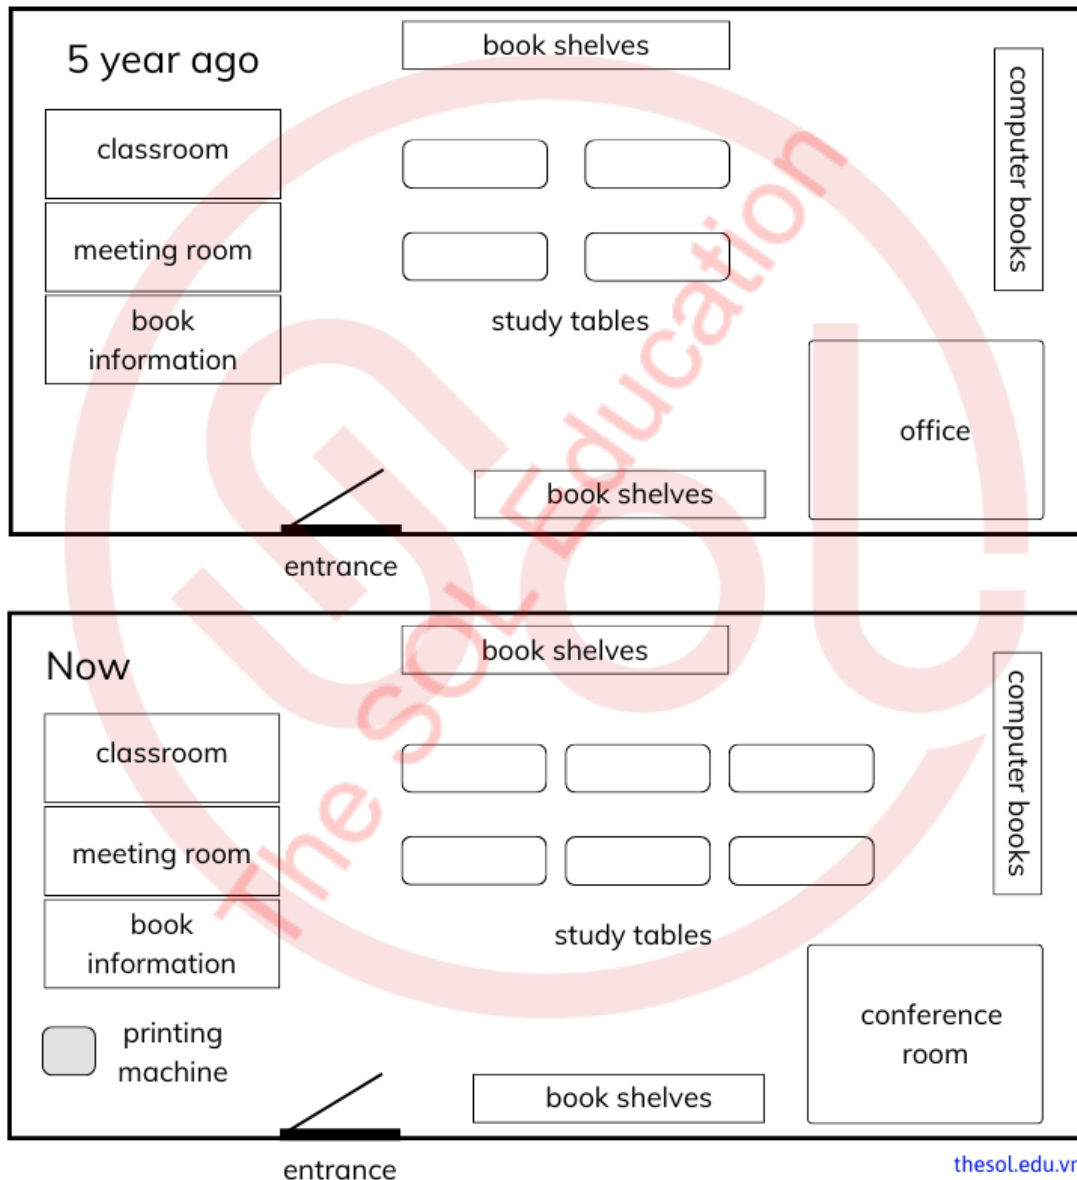 5 year ago
book shelves
computer books
classroom
meeting room
book
information
study tables
office
book shelves
entrance
Now
book shelves
computer books
classroom
meeting room
book
information
study tables
printing
machine
conference
room
book shelves
entrance
The SOL Education
thesol.edu.vn